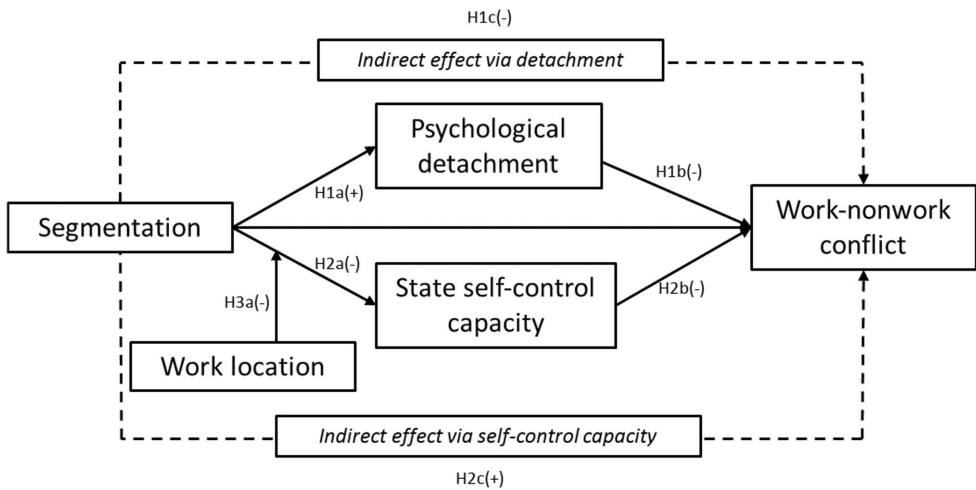 H1c(-)
Indirect effect via detachment
Psychological
detachment
H1a(+)
H1b(-)
Segmentation
Work-nonwork
conflict
H2a(-)
State self-control
capacity
H2b(-)
H3a(-)
Work location
Indirect effect via self-control capacity
H2c(+)